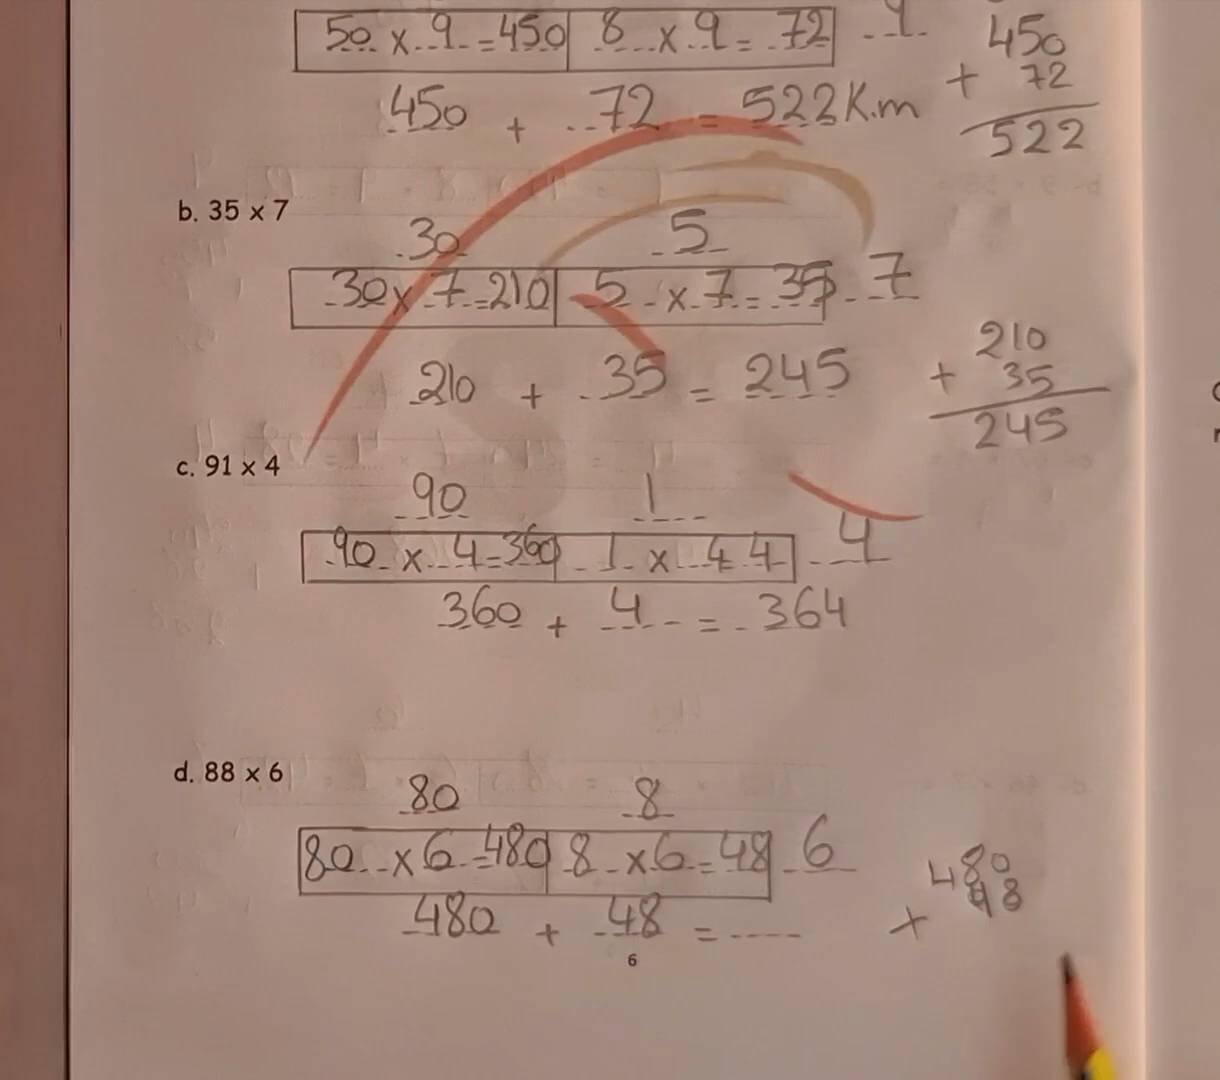 50 x 9 = 450 8 x 9 = 72 9
450 + 72 = 522 K.m
450
+ 72
522
b. 35 x 7
30 5
30 x 7 = 210 5 x 7 = 35 7
210 + 35 = 245
210
+ 35
245
c. 91 x 4
90 1
90 x 4 = 360 1 x 4 4 4
360 + 4 = 364
d. 88 x 6
80 8
80 x 6 = 480 8 x 6 = 48 6
480 + 48 = ----
480
+ 48
6